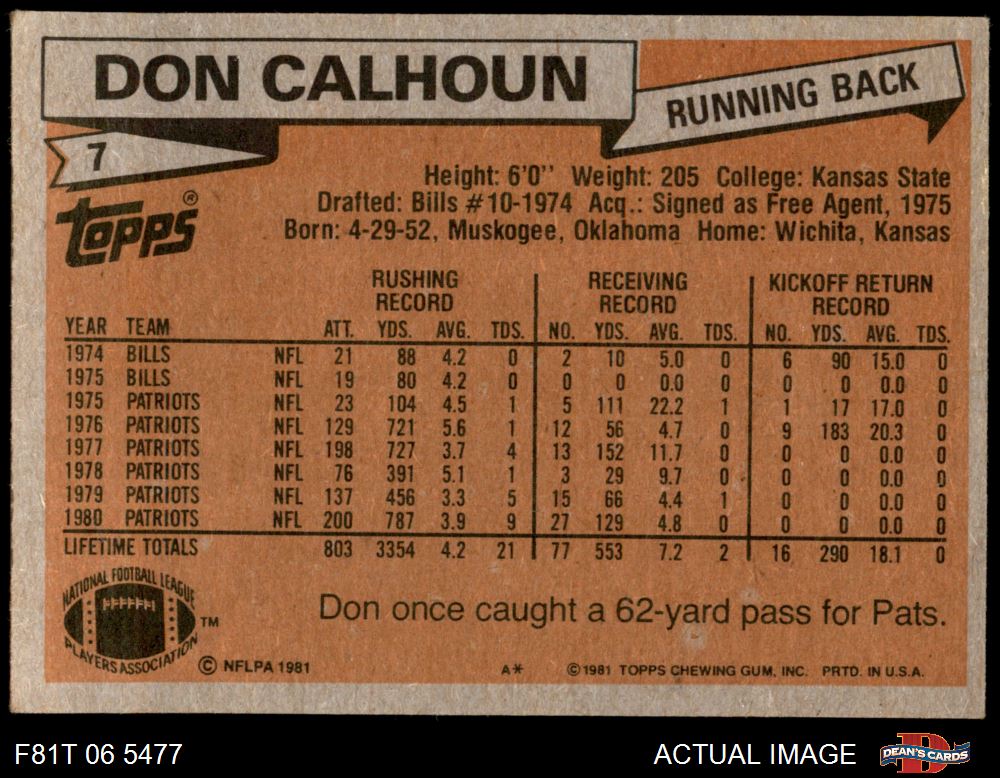 DON CALHOUN
RUNNING BACK
7
TOPPS®
Height: 6'0'' Weight: 205 College: Kansas State
Drafted: Bills #10-1974 Acq.: Signed as Free Agent, 1975
Born: 4-29-52, Muskogee, Oklahoma Home: Wichita, Kansas
RUSHING RECEIVING KICKOFF RETURN
RECORD RECORD RECORD
YEAR TEAM ATT. YDS. AVG. TDS. NO. YDS. AVG. TDS. NO. YDS. AVG. TDS.
1974 BILLS NFL 21 88 4.2 0 2 10 5.0 0 6 90 15.0 0
1975 BILLS NFL 19 80 4.2 0 0 0 0.0 0 0 0 0.0 0
1975 PATRIOTS NFL 23 104 4.5 1 5 111 22.2 1 1 17 17.0 0
1976 PATRIOTS NFL 129 721 5.6 1 12 56 4.7 0 9 183 20.3 0
1977 PATRIOTS NFL 198 727 3.7 4 13 152 11.7 0 0 0 0.0 0
1978 PATRIOTS NFL 76 391 5.1 1 3 29 9.7 0 0 0 0.0 0
1979 PATRIOTS NFL 137 456 3.3 5 15 66 4.4 1 0 0 0.0 0
1980 PATRIOTS NFL 200 787 3.9 9 27 129 4.8 0 0 0 0.0 0
LIFETIME TOTALS 803 3354 4.2 21 77 553 7.2 2 16 290 18.1 0
NATIONAL FOOTBALL LEAGUE
PLAYERS ASSOCIATION
TM
Don once caught a 62-yard pass for Pats.
© NFLPA 1981 A* ©1981 TOPPS CHEWING GUM, INC. PRTD. IN U.S.A.
F81T 06 5477 ACTUAL IMAGE
DEAN'S CARDS